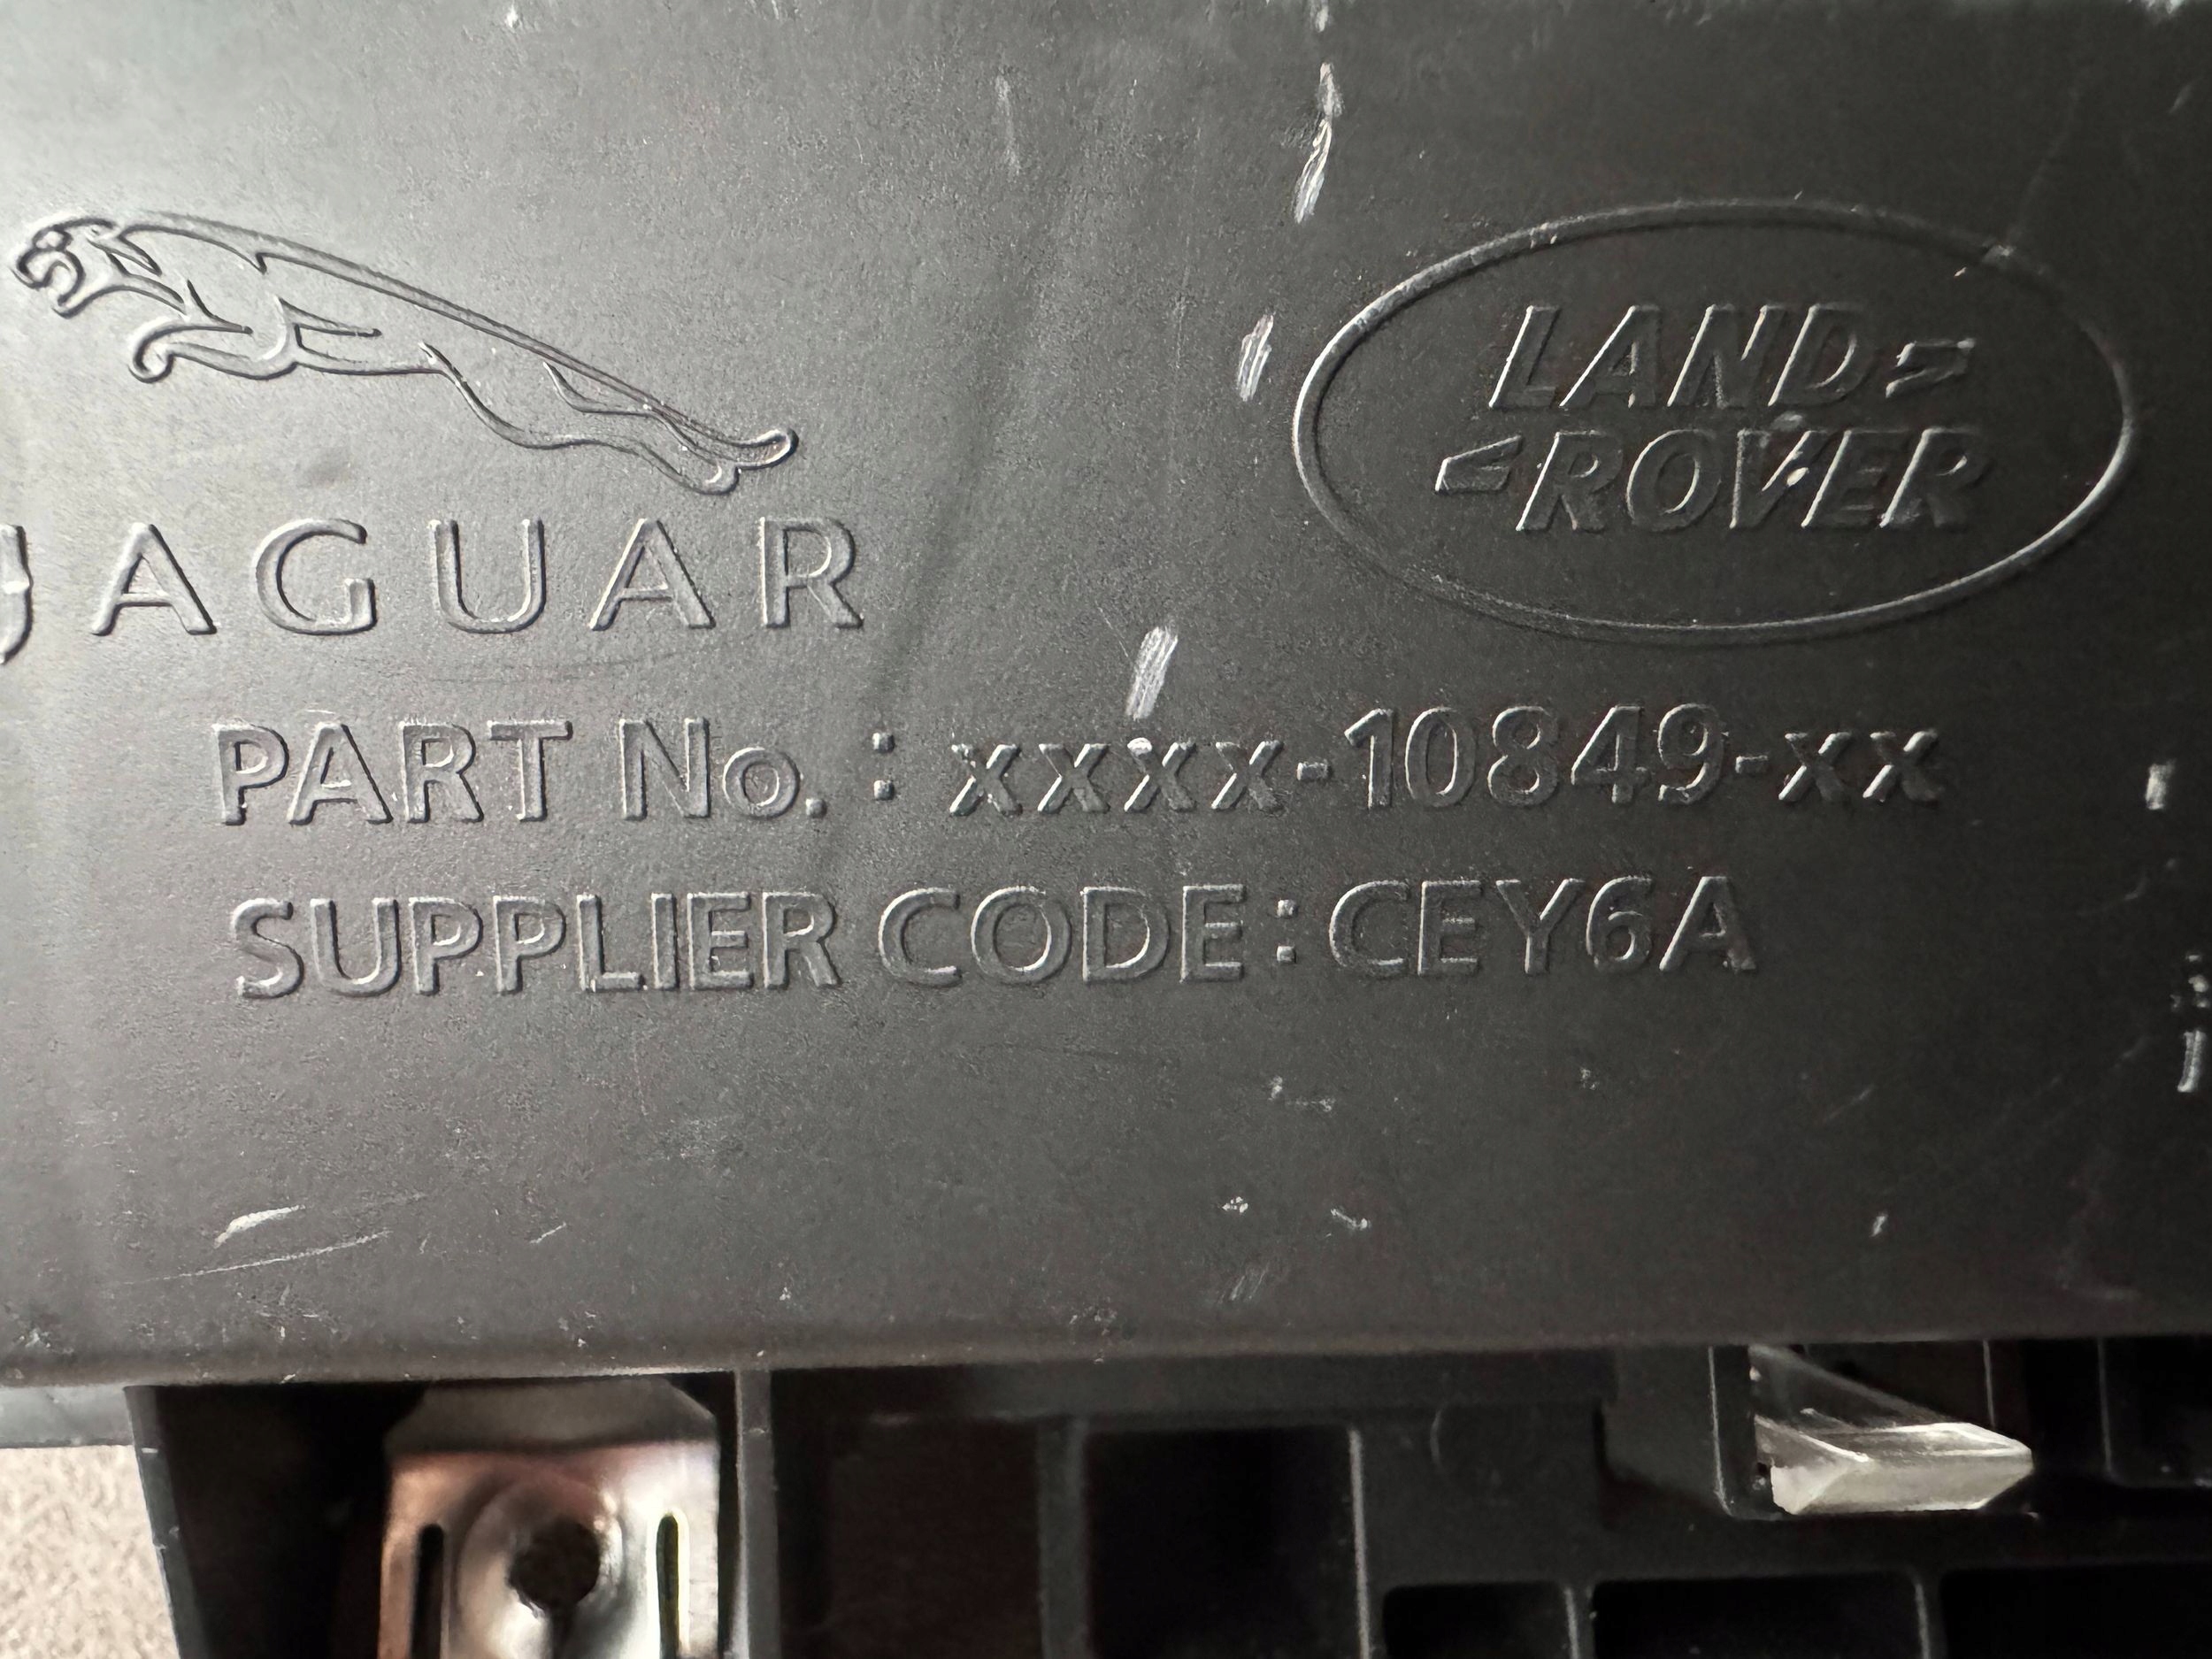 JAGUAR
LAND
ROVER
PART No. : xxxx-10849-xx
SUPPLIER CODE : CEY6A